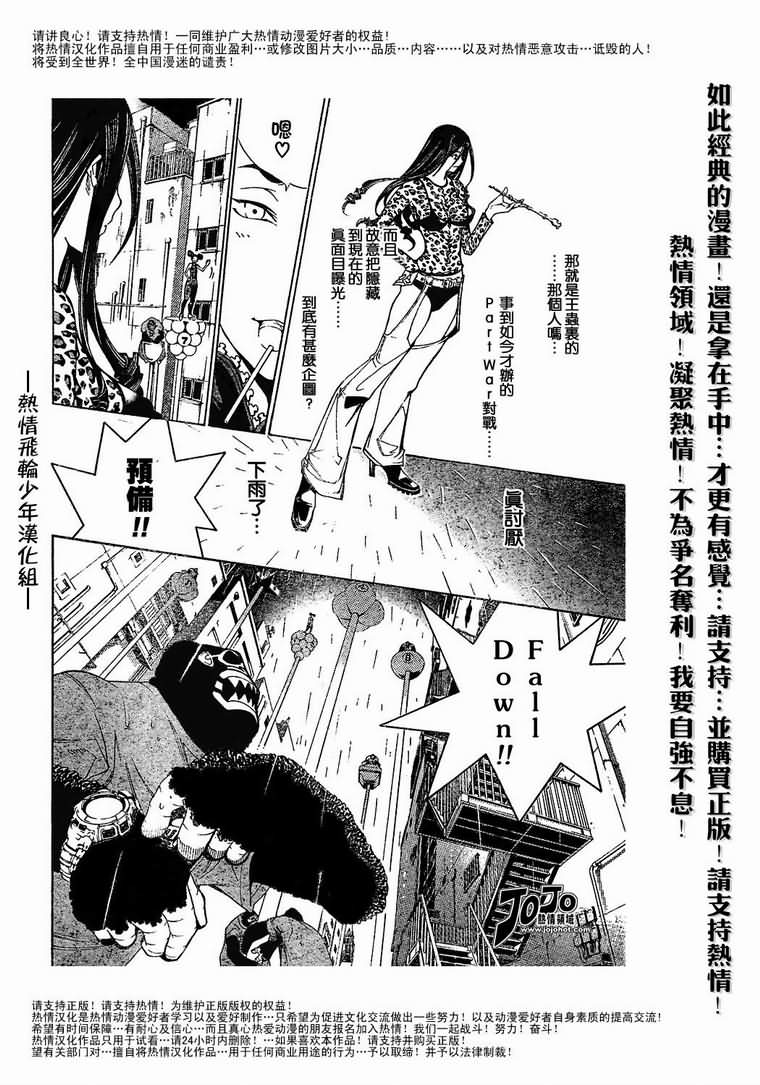 请讲良心！请支持热情！一同维护广大热情动漫爱好者的权益！
将热情汉化作品擅自用于任何商业盈利…或修改图片大小…品质…内容……以及对热情恶意攻击…诋毁的人！
将受到全世界！全中国漫迷的谴责！
如此經典的漫畫！還是拿在手中…才更有感覺…請支持…並購買正版！請支持熱情！
熱情領域！凝聚熱情！不為爭名奪利！我要自強不息！
那就是王蟲裏的
……那個人嗎…
事到如今才辦的
Part War對戰……
而且
故意把隱藏
到現在的
眞面目曝光……
到底有甚麼企圖？
嗯♡
眞討厭
下雨了…
預備!!
Fall
Down!!
7
8
—熱情飛輪少年漢化組—
JOJO
熱情領域
www.jojohot.com
请支持正版！请支持热情！为维护正版版权的权益！
热情汉化是热情动漫爱好者学习以及爱好制作…只希望为促进文化交流做出一些努力！以及动漫爱好者自身素质的提高交流！
希望有时间保障…有耐心及信心…而且真心热爱动漫的朋友报名加入热情！我们一起战斗！努力！奋斗！
热情汉化作品只用于试看…请24小时内删除！…如果喜欢本作品！请支持并购买正版！
望有关部门对…擅自将热情汉化作品…用于任何商业用途的行为…予以取缔！并予以法律制裁！